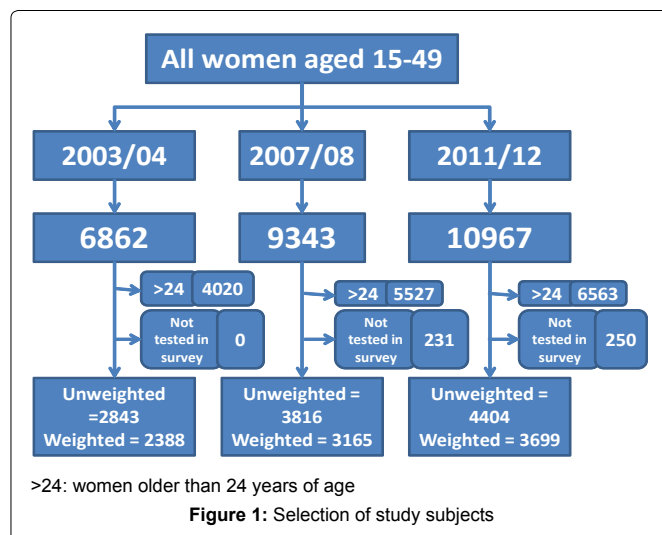 All women aged 15-49
2003/04
2007/08
2011/12
6862
9343
10967
>24 4020
>24 5527
>24 6563
Not
tested in
survey
0
Not
tested in
survey
231
Not
tested in
survey
250
Unweighted
=2843
Weighted = 2388
Unweighted =
3816
Weighted = 3165
Unweighted =
4404
Weighted = 3699
>24: women older than 24 years of age
Figure 1: Selection of study subjects